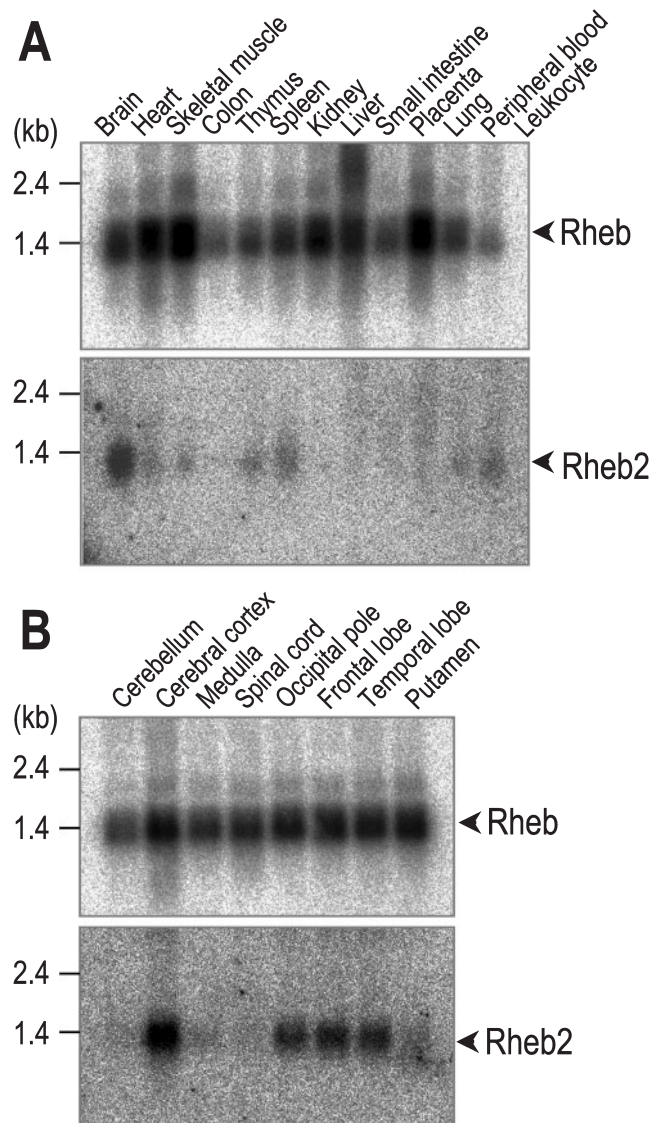 A
Brain
Heart
Skeletal muscle
Colon
Thymus
Spleen
Kidney
Liver
Small intestine
Placenta
Lung
Peripheral blood
Leukocyte
(kb)
2.4
1.4
Rheb
2.4
1.4
Rheb2
B
Cerebellum
Cerebral cortex
Medulla
Spinal cord
Occipital pole
Frontal lobe
Temporal lobe
Putamen
(kb)
2.4
1.4
Rheb
2.4
1.4
Rheb2